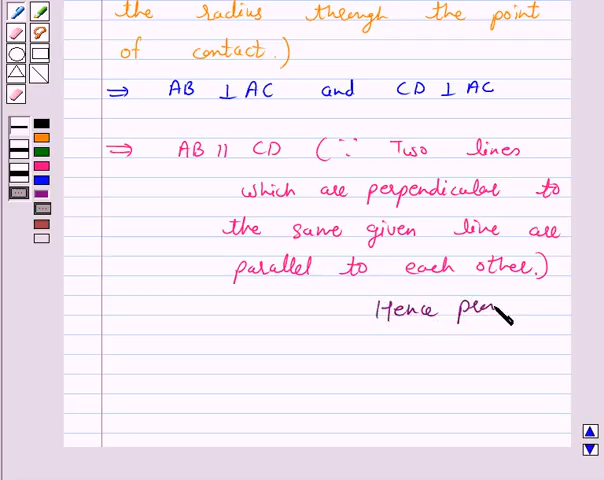 the radius through the point
of contact.)
⇒ AB ⊥ AC and CD ⊥ AC
⇒ AB || CD (∵ Two lines
which are perpendicular to
the same given line are
parallel to each other.)
Hence